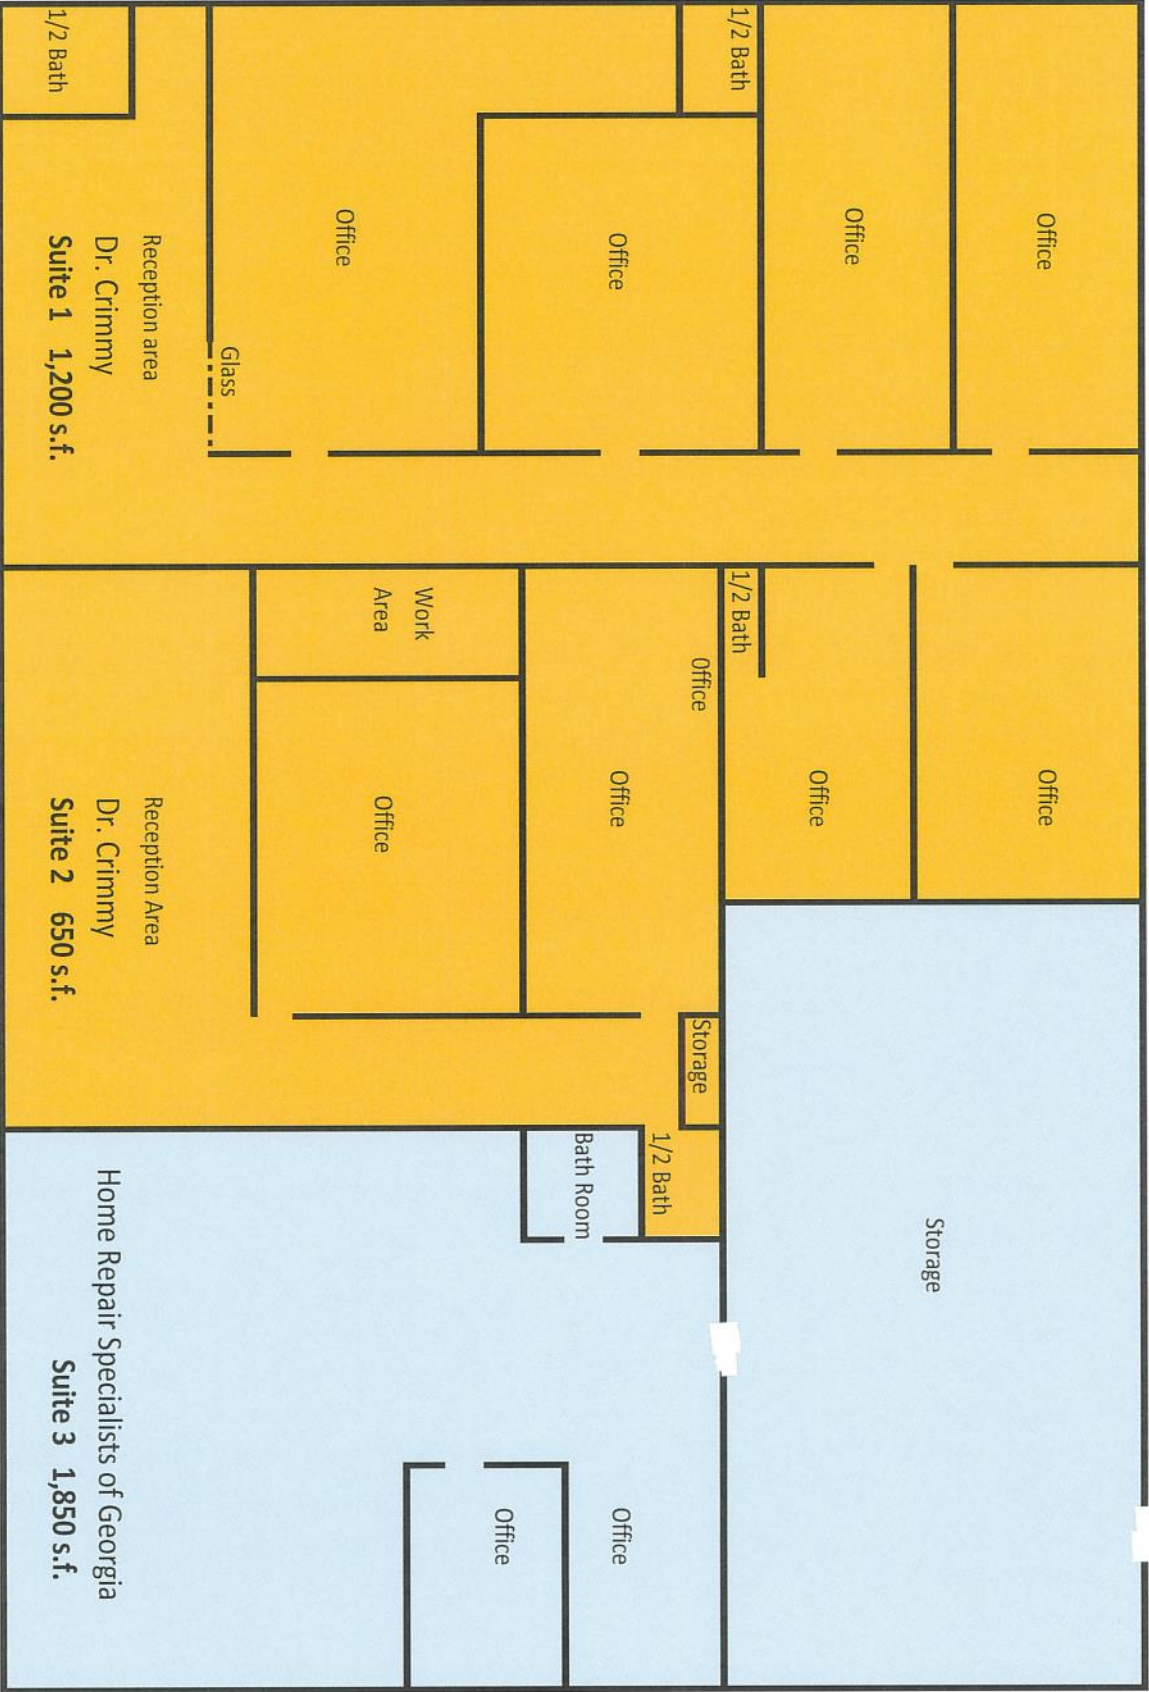 Office
Office
Storage
Office
Office
1/2 Bath
1/2 Bath
0ffice
Storage
1/2 Bath
Office
Office
Office
Bath Room
Office
Work
Area
Office
Office
Glass
1/2 Bath
Reception area
Dr. Crimmy
Suite 1 1,200 s.f.
Reception Area
Dr. Crimmy
Suite 2 650 s.f.
Home Repair Specialists of Georgia
Suite 3 1,850 s.f.